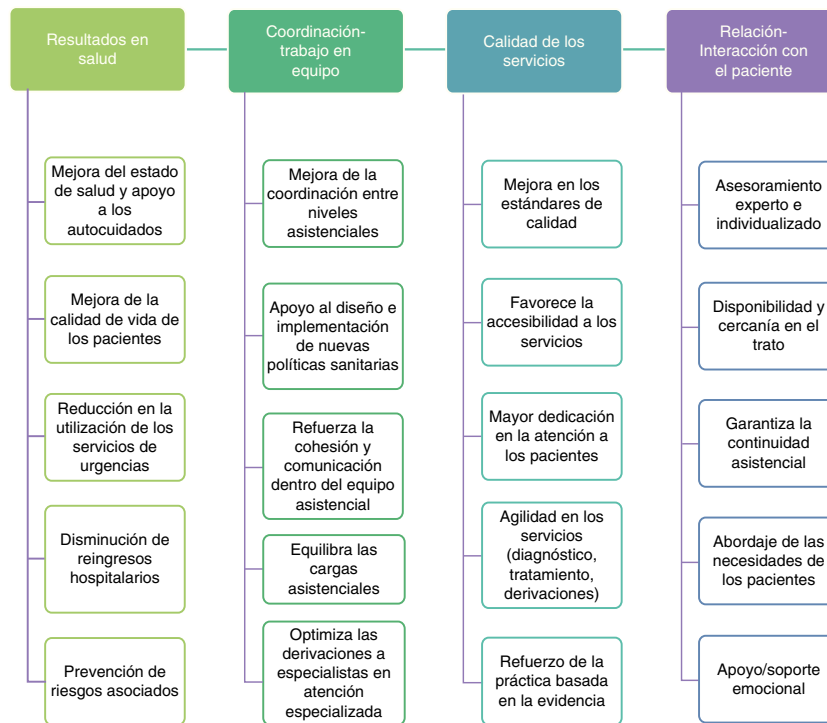 Resultados en
salud
Coordinación-
trabajo en
equipo
Calidad de los
servicios
Relación-
Interacción con
el paciente
Mejora del estado
de salud y apoyo
a los
autocuidados
Mejora de la
calidad de vida de
los pacientes
Reducción en la
utilización de los
servicios de
urgencias
Disminución de
reingresos
hospitalarios
Prevención de
riesgos asociados
Mejora de la
coordinación entre
niveles
asistenciales
Apoyo al diseño e
implementación
de nuevas
políticas sanitarias
Refuerza la
cohesión y
comunicación
dentro del equipo
asistencial
Equilibra las
cargas
asistenciales
Optimiza las
derivaciones a
especialistas en
atención
especializada
Mejora en los
estándares de
calidad
Favorece la
accesibilidad a los
servicios
Mayor dedicación
en la atención a
los pacientes
Agilidad en los
servicios
(diagnóstico,
tratamiento,
derivaciones)
Refuerzo de la
práctica basada
en la evidencia
Asesoramiento
experto e
individualizado
Disponibilidad y
cercanía en el
trato
Garantiza la
continuidad
asistencial
Abordaje de las
necesidades de
los pacientes
Apoyo/soporte
emocional